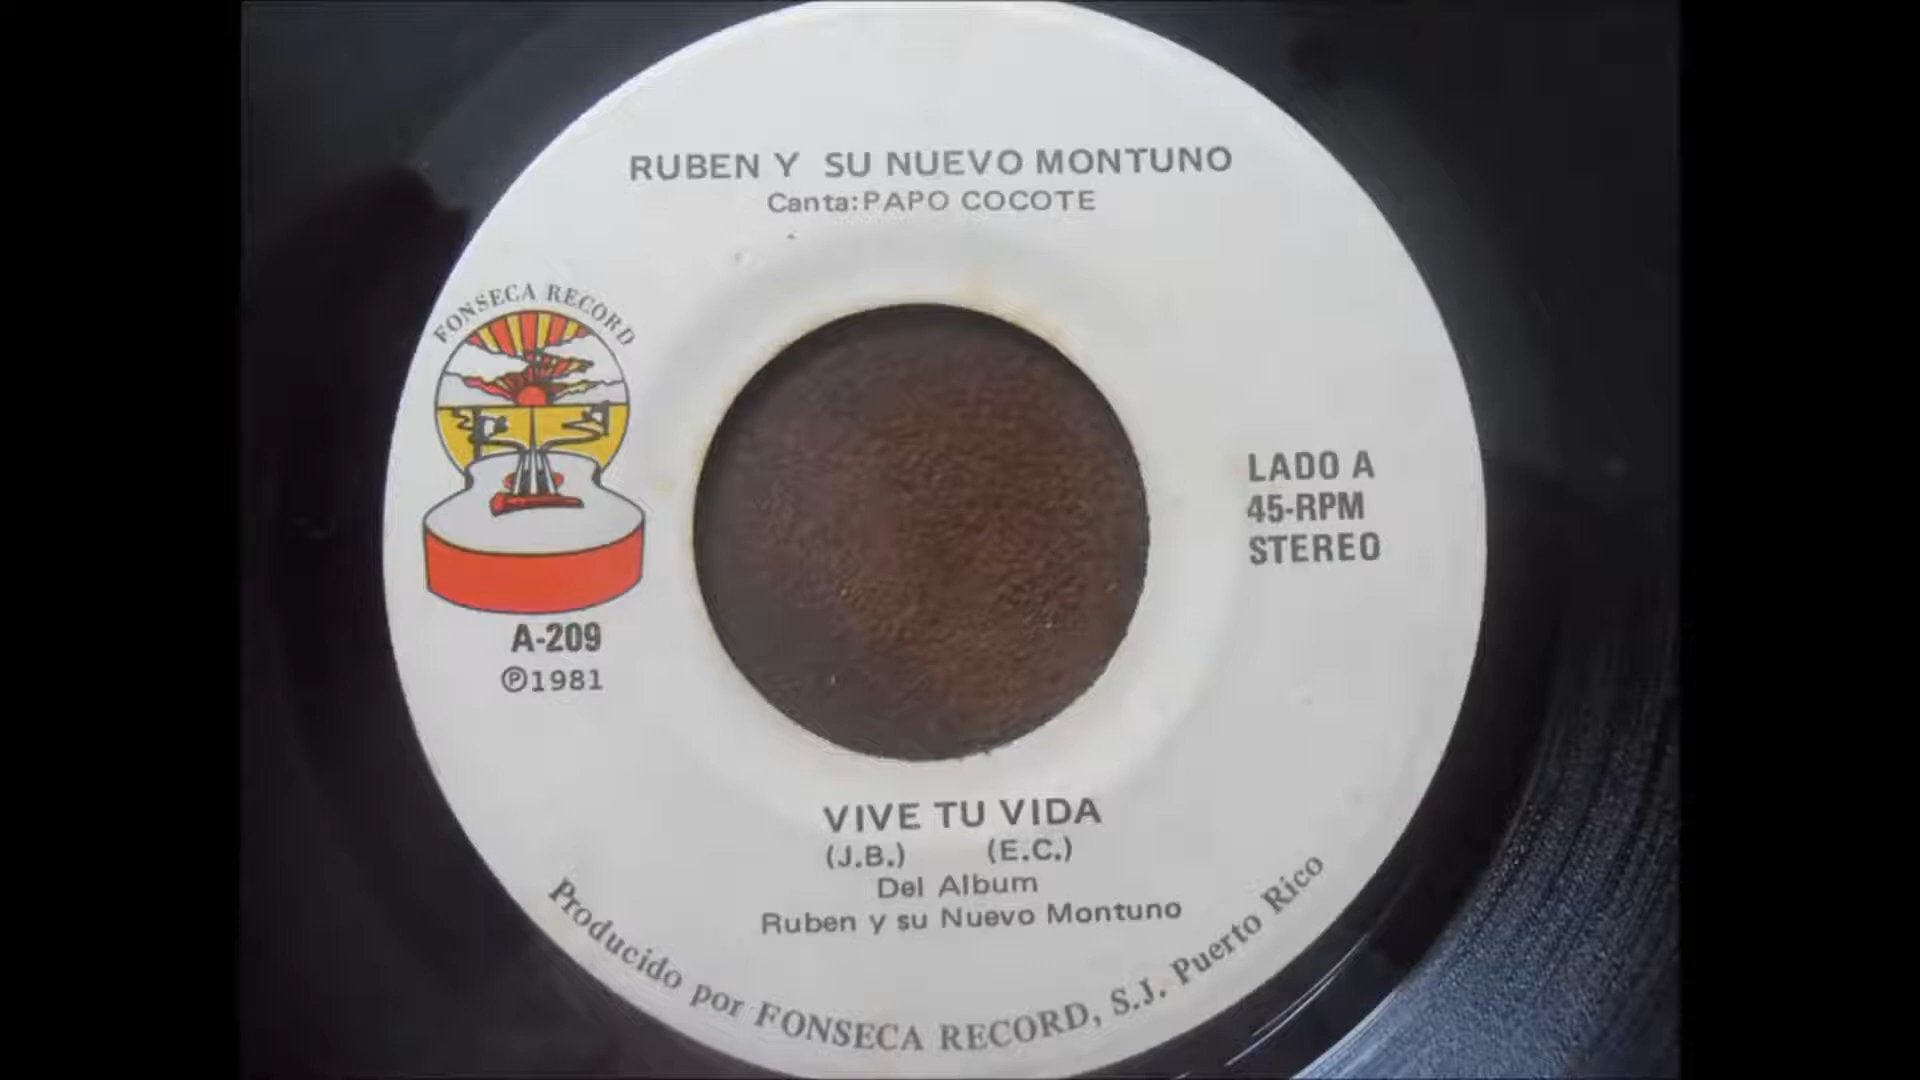 RUBEN Y SU NUEVO MONTUNO
Canta:PAPO COCOTE
FONSECA RECORD
LADO A
45-RPM
STEREO
A-209
Ⓟ1981
VIVE TU VIDA
(J.B.) (E.C.)
Del Album
Ruben y su Nuevo Montuno
Producido por FONSECA RECORD, S.J. Puerto Rico